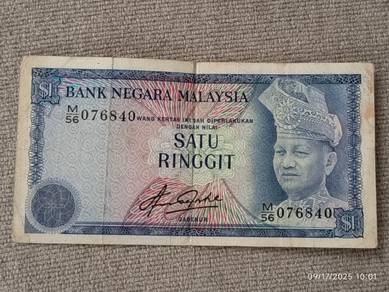 $1
BANK NEGARA MALAYSIA
M/56 076840
WANG KERTAS INI SAH DIPERLAKUKAN
DENGAN NILAI
SATU
RINGGIT
GABENUR
M/56 076840
$1
09/17/2025 10:01